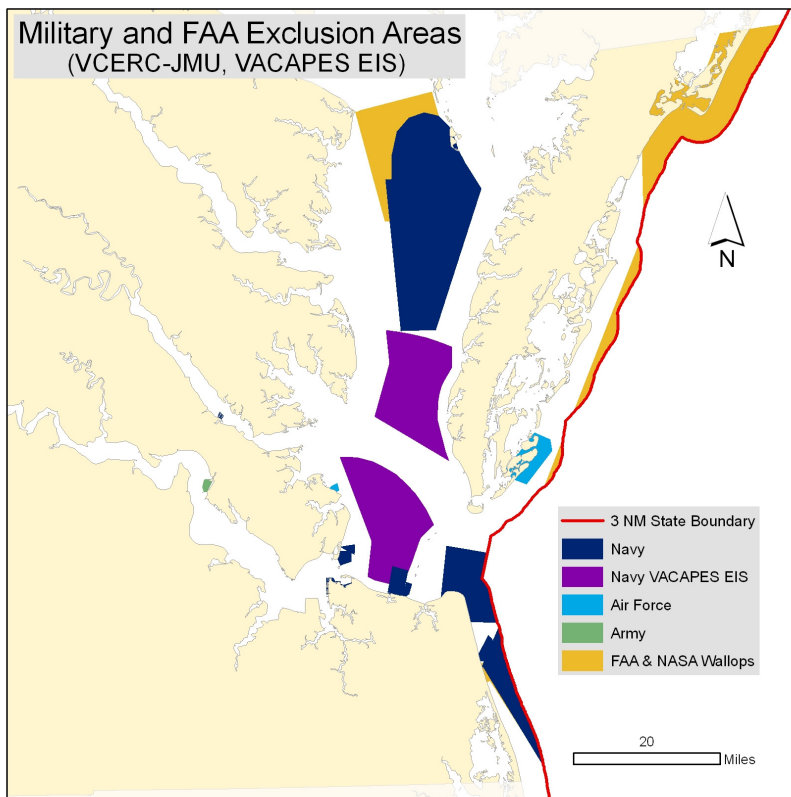 Military and FAA Exclusion Areas
(VCERC-JMU, VACAPES EIS)
N
3 NM State Boundary
Navy
Navy VACAPES EIS
Air Force
Army
FAA & NASA Wallops
20
Miles